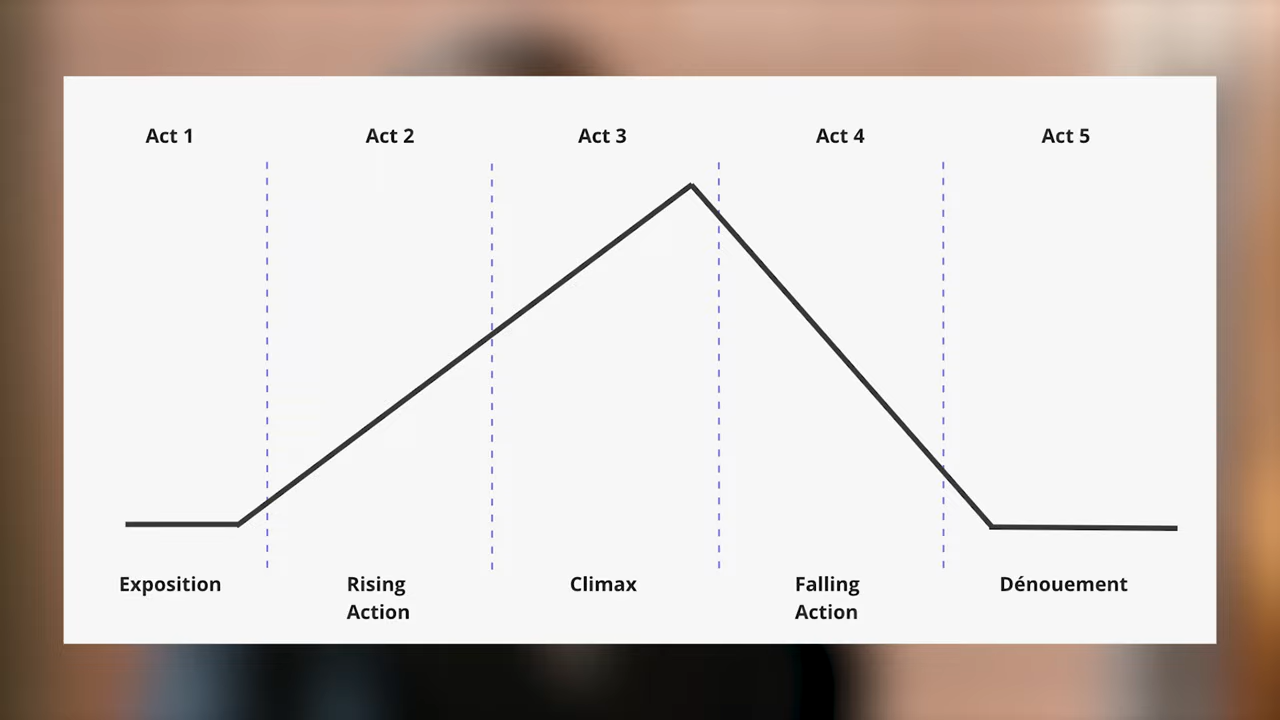 Act 1
Act 2
Act 3
Act 4
Act 5
Exposition
Rising
Action
Climax
Falling
Action
Dénouement